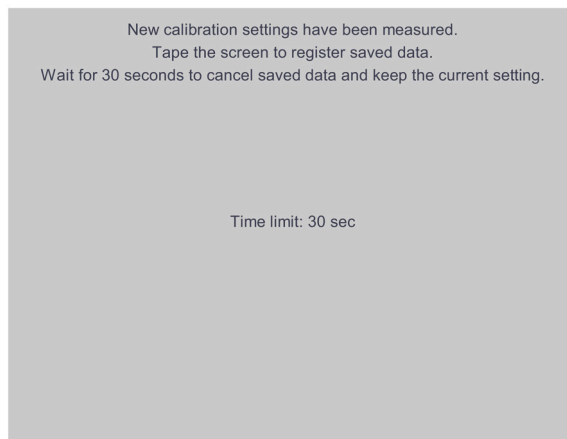 New calibration settings have been measured.
Tape the screen to register saved data.
Wait for 30 seconds to cancel saved data and keep the current setting.
Time limit: 30 sec